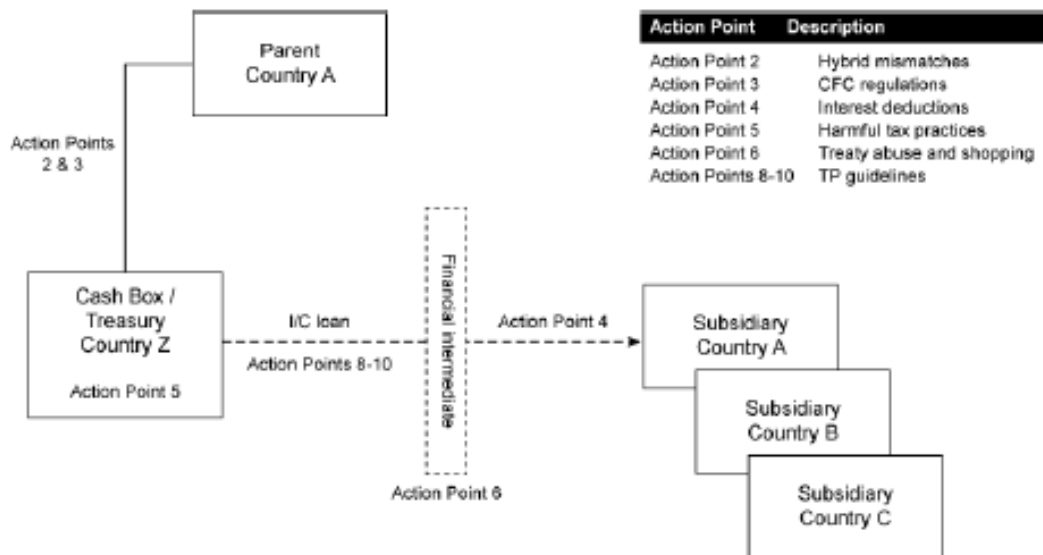 Parent
Country A
Action Point Description
Action Point 2 Hybrid mismatches
Action Point 3 CFC regulations
Action Point 4 Interest deductions
Action Point 5 Harmful tax practices
Action Point 6 Treaty abuse and shopping
Action Points 8-10 TP guidelines
Action Points
2 & 3
Cash Box /
Treasury
Country Z
Action Point 5
I/C loan
Action Points 8-10
Financial intermediate
Action Point 6
Action Point 4
Subsidiary
Country A
Subsidiary
Country B
Subsidiary
Country C